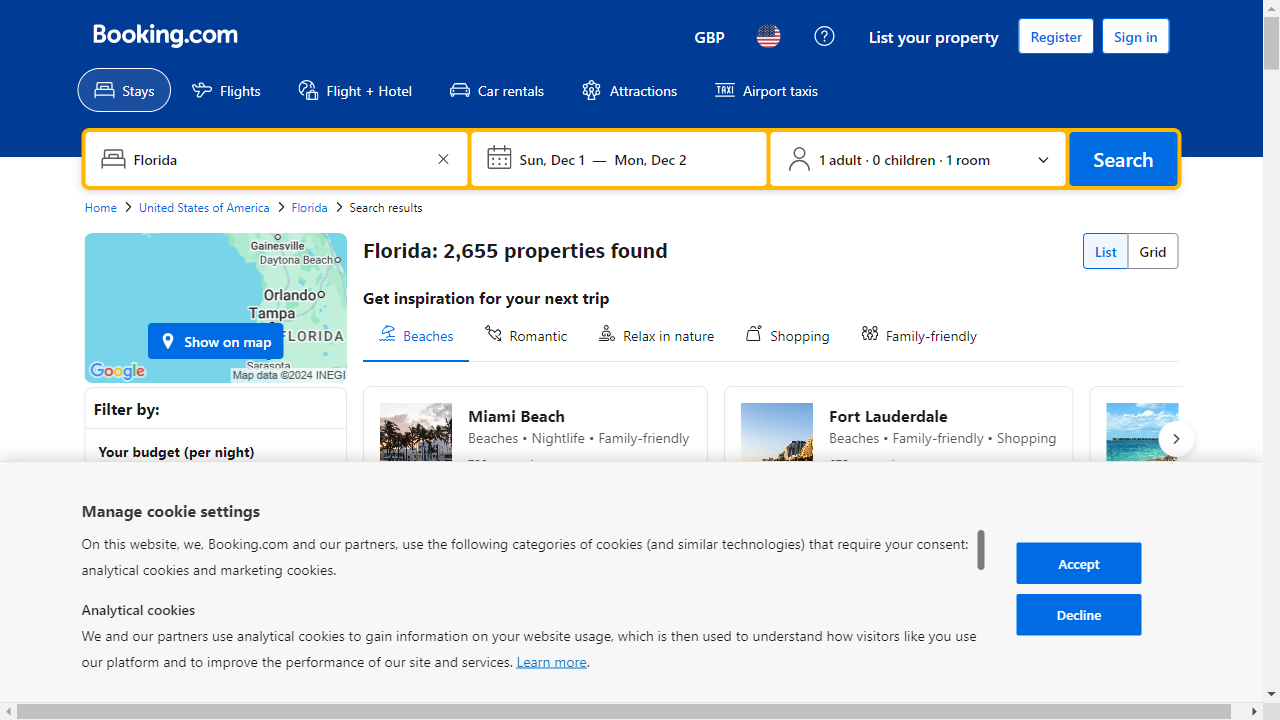 Booking.com
GBP
List your property
Register
Sign in
Stays
Flights
Flight + Hotel
Car rentals
Attractions
TAXI
Airport taxis
Florida
Sun, Dec 1 — Mon, Dec 2
1 adult · 0 children · 1 room
Search
Home
United States of America
Florida
Search results
Gainesville
Daytona Beach
Orlando
Tampa
FLORIDA
Sarasota
Show on map
Google
Map data ©2024 INEGI
Florida: 2,655 properties found
List
Grid
Get inspiration for your next trip
Beaches
Romantic
Relax in nature
Shopping
Family-friendly
Filter by:
Your budget (per night)
Miami Beach
Beaches • Nightlife • Family-friendly
Fort Lauderdale
Beaches • Family-friendly • Shopping
Manage cookie settings
On this website, we, Booking.com and our partners, use the following categories of cookies (and similar technologies) that require your consent:
analytical cookies and marketing cookies.
Analytical cookies
We and our partners use analytical cookies to gain information on your website usage, which is then used to understand how visitors like you use
our platform and to improve the performance of our site and services. Learn more.
Accept
Decline